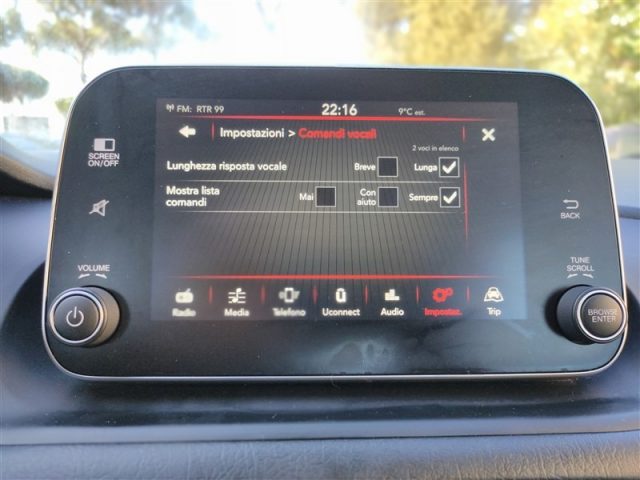 FM: RTR 99 22:16 9°C est.
Impostazioni > Comandi vocali
2 voci in elenco
Lunghezza risposta vocale Breve Lunga
Mostra lista comandi Mai Con aiuto Sempre
Radio Media Telefono Uconnect Audio Impostaz. Trip
SCREEN ON/OFF
VOLUME
BACK
TUNE SCROLL
BROWSE ENTER